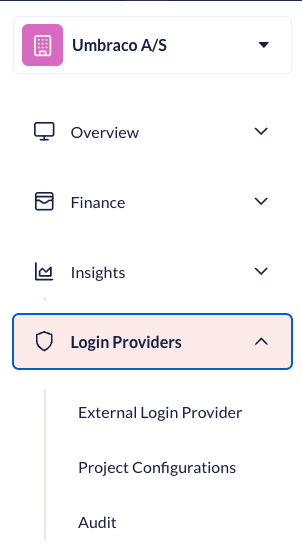 Umbraco A/S
Overview
Finance
Insights
Login Providers
External Login Provider
Project Configurations
Audit